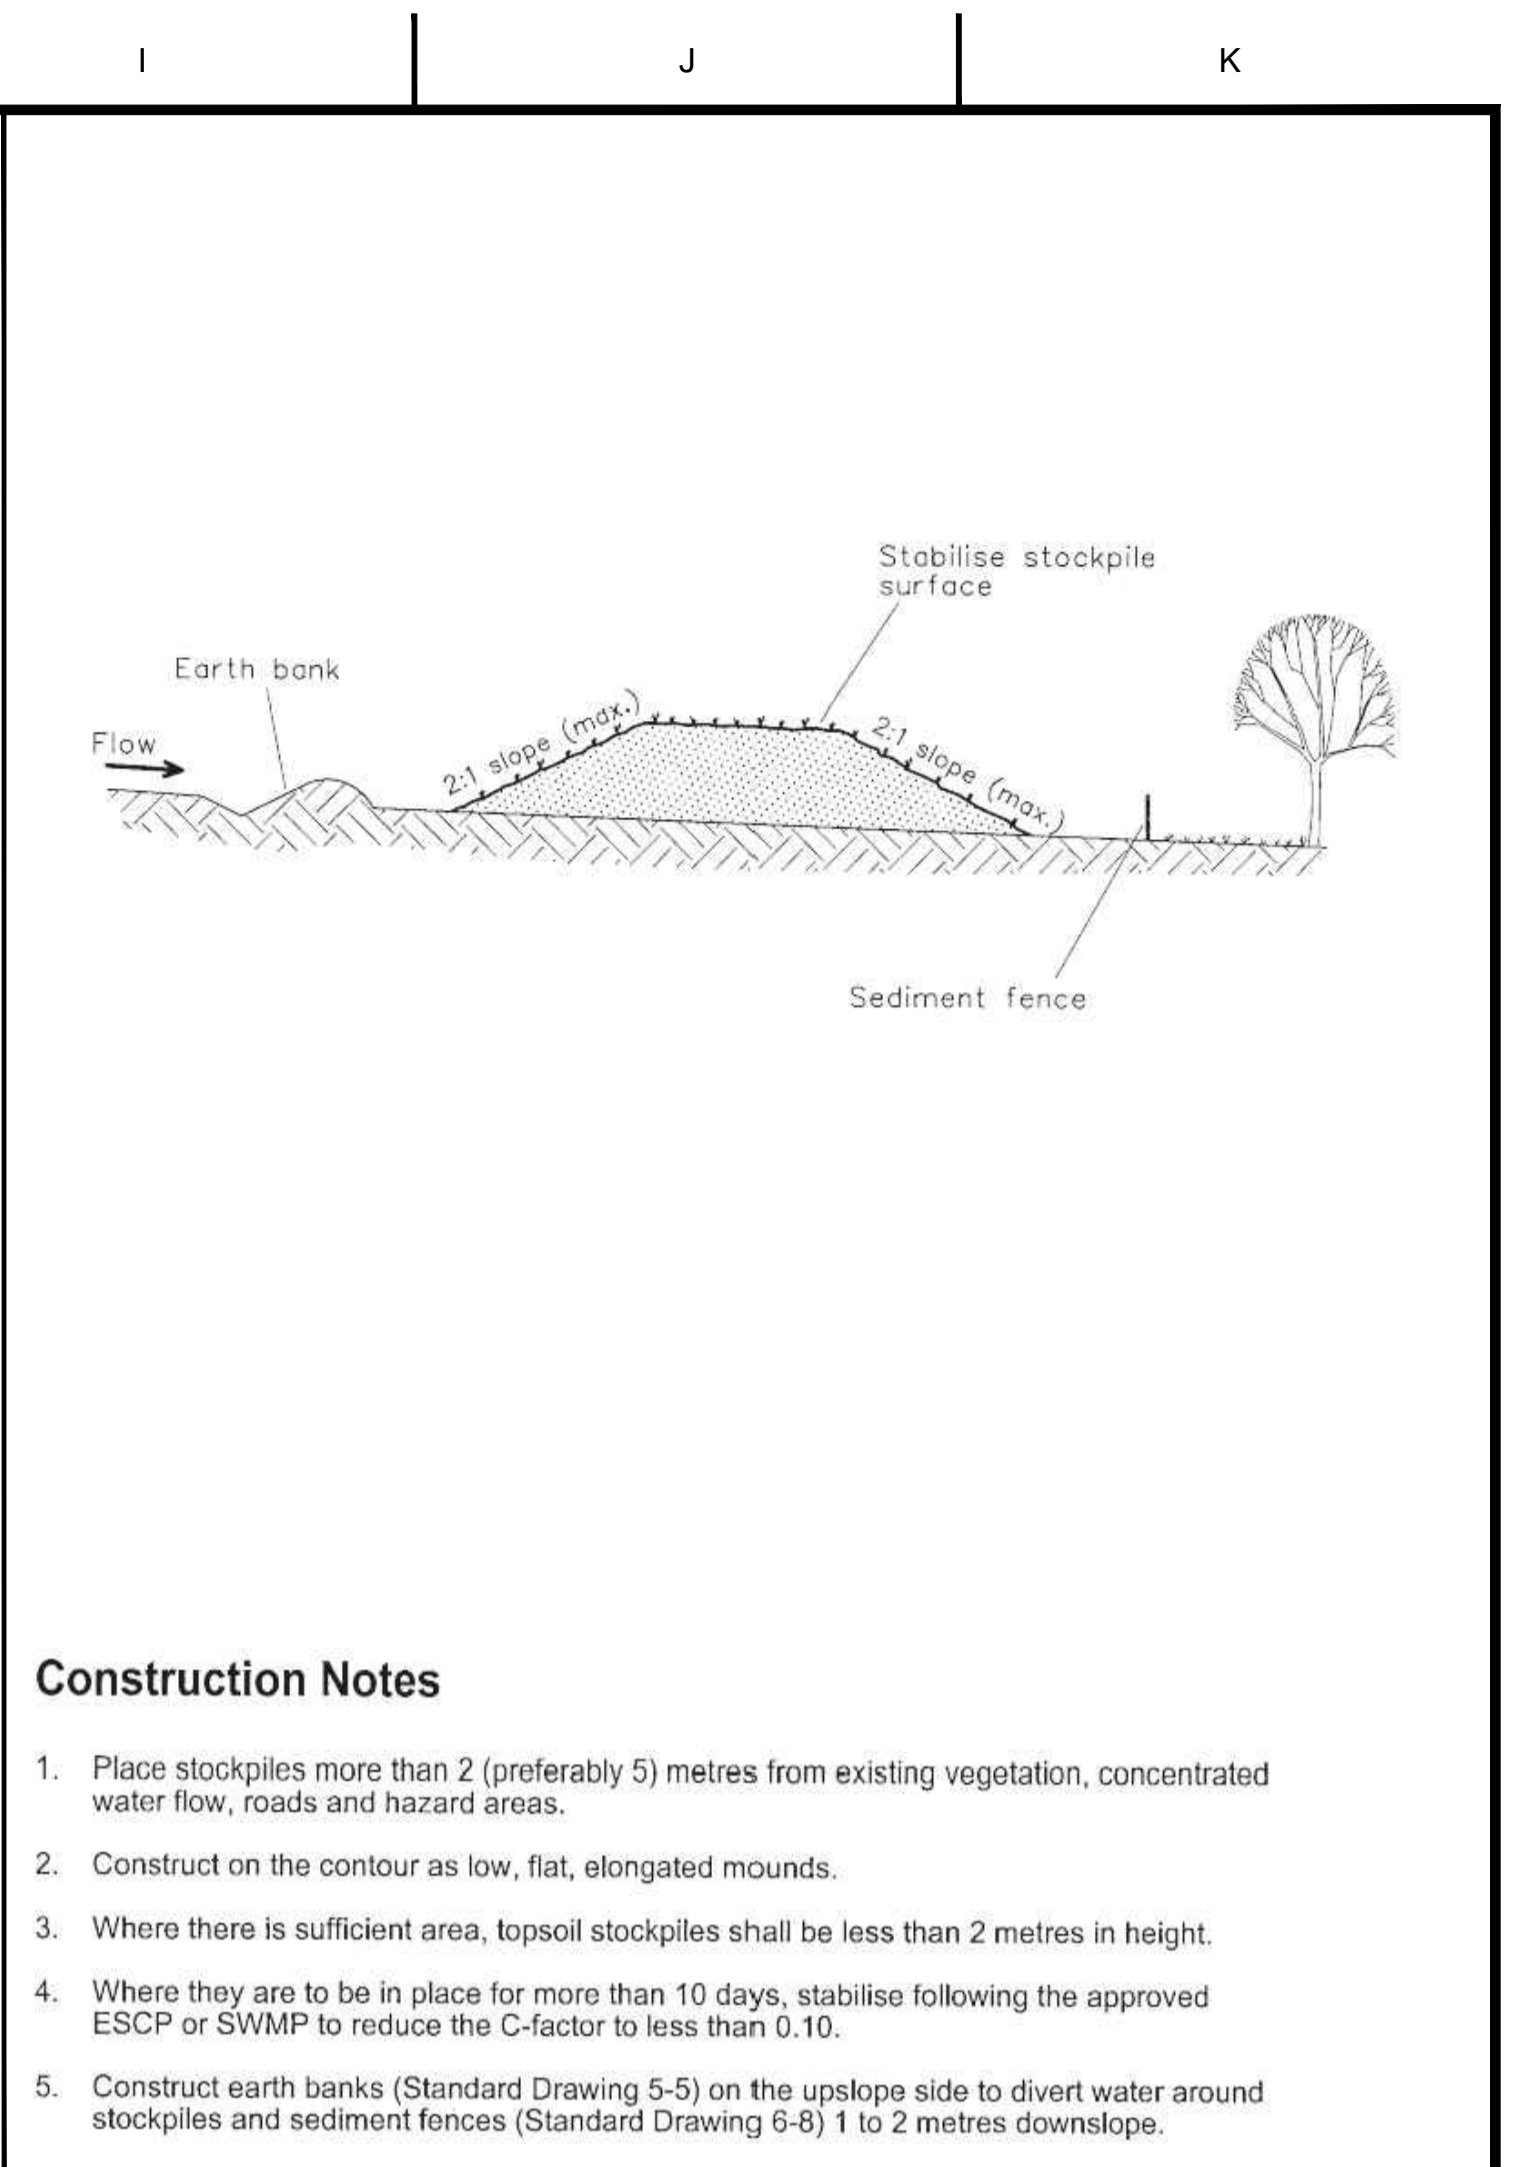 I J K
Stabilise stockpile
surface
Earth bank
Flow
2:1 slope (max.)
2:1 slope (max.)
Sediment fence
Construction Notes
1. Place stockpiles more than 2 (preferably 5) metres from existing vegetation, concentrated
water flow, roads and hazard areas.
2. Construct on the contour as low, flat, elongated mounds.
3. Where there is sufficient area, topsoil stockpiles shall be less than 2 metres in height.
4. Where they are to be in place for more than 10 days, stabilise following the approved
ESCP or SWMP to reduce the C-factor to less than 0.10.
5. Construct earth banks (Standard Drawing 5-5) on the upslope side to divert water around
stockpiles and sediment fences (Standard Drawing 6-8) 1 to 2 metres downslope.